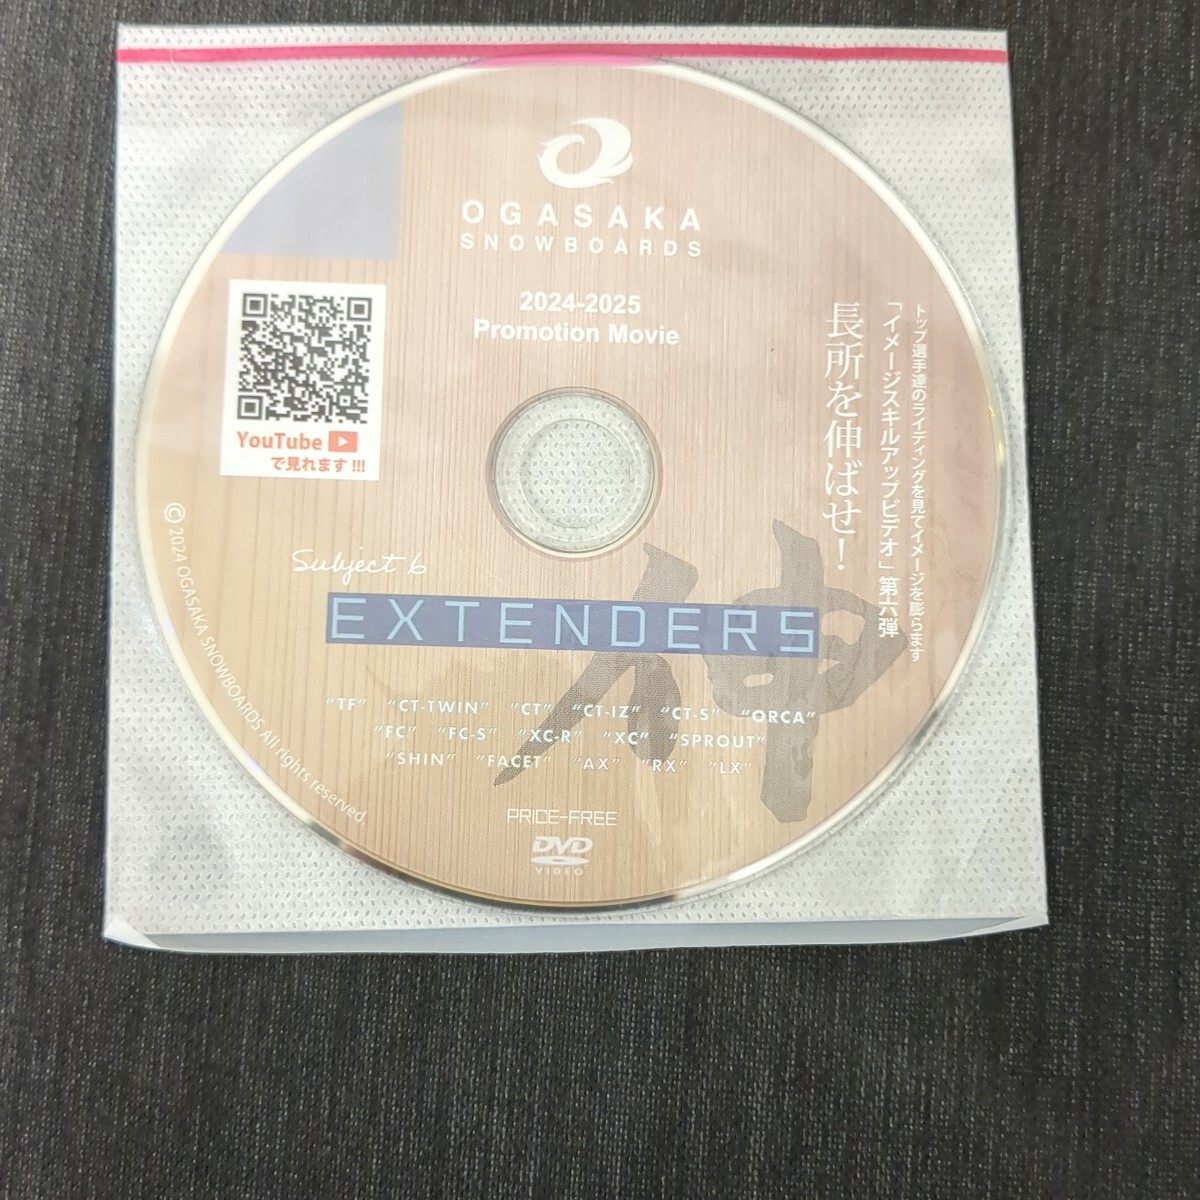 OGASAKA
SNOWBOARDS
2024-2025
Promotion Movie
トップ選手達のライディングを見てイメージを膨らます
「イメージスキルアップビデオ」第六弾
長所を伸ばせ！
YouTube
で見れます!!!
Subject 6
EXTENDERS
伸
"TF" "CT-TWIN" "CT" "CT-IZ" "CT-S" "ORCA"
"FC" "FC-S" "XC-R" "XC" "SPROUT"
"SHIN" "FACET" "AX" "RX" "LX"
PRICE-FREE
DVD
VIDEO
© 2024 OGASAKA SNOWBOARDS All rights reserved.